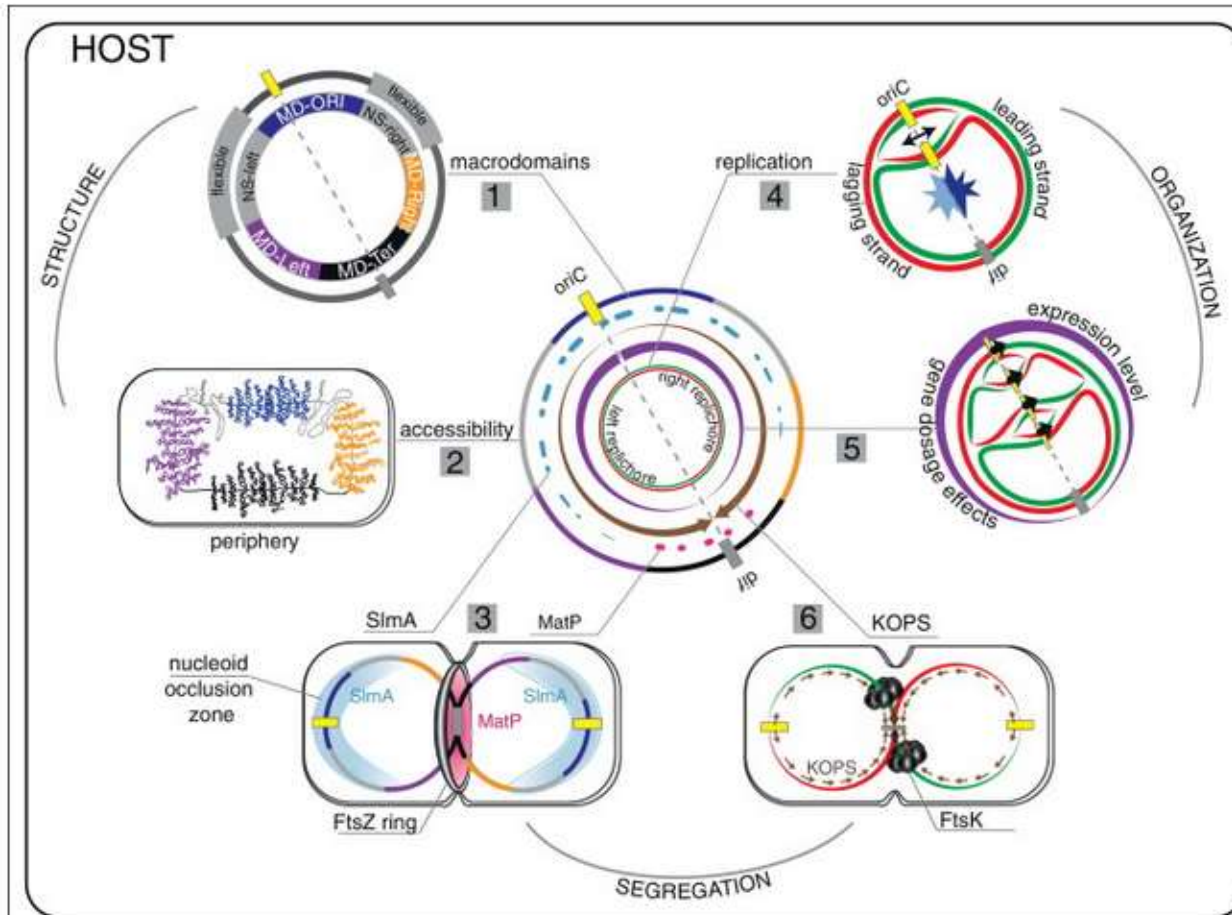 HOST
STRUCTURE
flexible
flexible
MD-ORI
NS-right
NS-left
MD-Right
MD-Left
MD-Ter
macrodomains
1
replication
4
oriC
leading strand
lagging strand
dif
ORGANIZATION
oriC
right replichore
left replichore
dif
accessibility
2
periphery
5
expression level
gene dosage effects
SlmA
3
MatP
6
KOPS
nucleoid
occlusion
zone
SlmA
SlmA
MatP
FtsZ ring
KOPS
FtsK
SEGREGATION